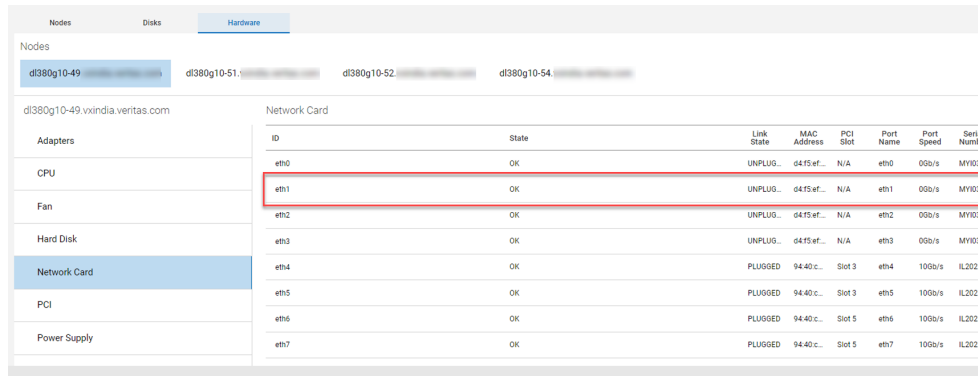 Nodes Disks Hardware
Nodes
dl380g10-49. dl380g10-51. dl380g10-52. dl380g10-54.
dl380g10-49.vxindia.veritas.com Network Card
ID State Link State MAC Address PCI Slot Port Name Port Speed
Adapters
CPU
Fan
Hard Disk
Network Card
PCI
Power Supply
eth0 OK UNPLUG... d4:f5:ef:... N/A eth0 0Gb/s MYI0
eth1 OK UNPLUG... d4:f5:ef:... N/A eth1 0Gb/s MYI0
eth2 OK UNPLUG... d4:f5:ef:... N/A eth2 0Gb/s MYI0
eth3 OK UNPLUG... d4:f5:ef:... N/A eth3 0Gb/s MYI0
eth4 OK PLUGGED 94:40:c... Slot 3 eth4 10Gb/s IL202
eth5 OK PLUGGED 94:40:c... Slot 3 eth5 10Gb/s IL202
eth6 OK PLUGGED 94:40:c... Slot 5 eth6 10Gb/s IL202
eth7 OK PLUGGED 94:40:c... Slot 5 eth7 10Gb/s IL202